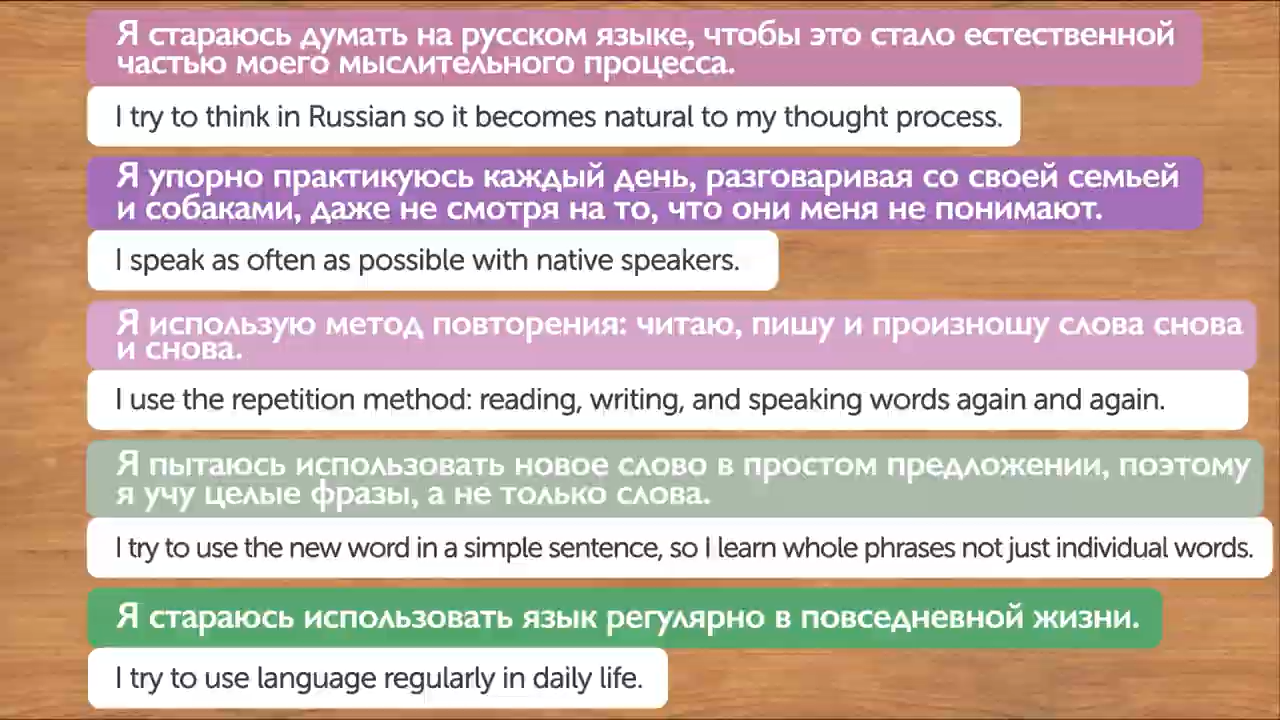 Я стараюсь думать на русском языке, чтобы это стало естественной
частью моего мыслительного процесса.
I try to think in Russian so it becomes natural to my thought process.
Я упорно практикуюсь каждый день, разговаривая со своей семьей
и собаками, даже не смотря на то, что они меня не понимают.
I speak as often as possible with native speakers.
Я использую метод повторения: читаю, пишу и произношу слова снова
и снова.
I use the repetition method: reading, writing, and speaking words again and again.
Я пытаюсь использовать новое слово в простом предложении, поэтому
я учу целые фразы, а не только слова.
I try to use the new word in a simple sentence, so I learn whole phrases not just individual words.
Я стараюсь использовать язык регулярно в повседневной жизни.
I try to use language regularly in daily life.